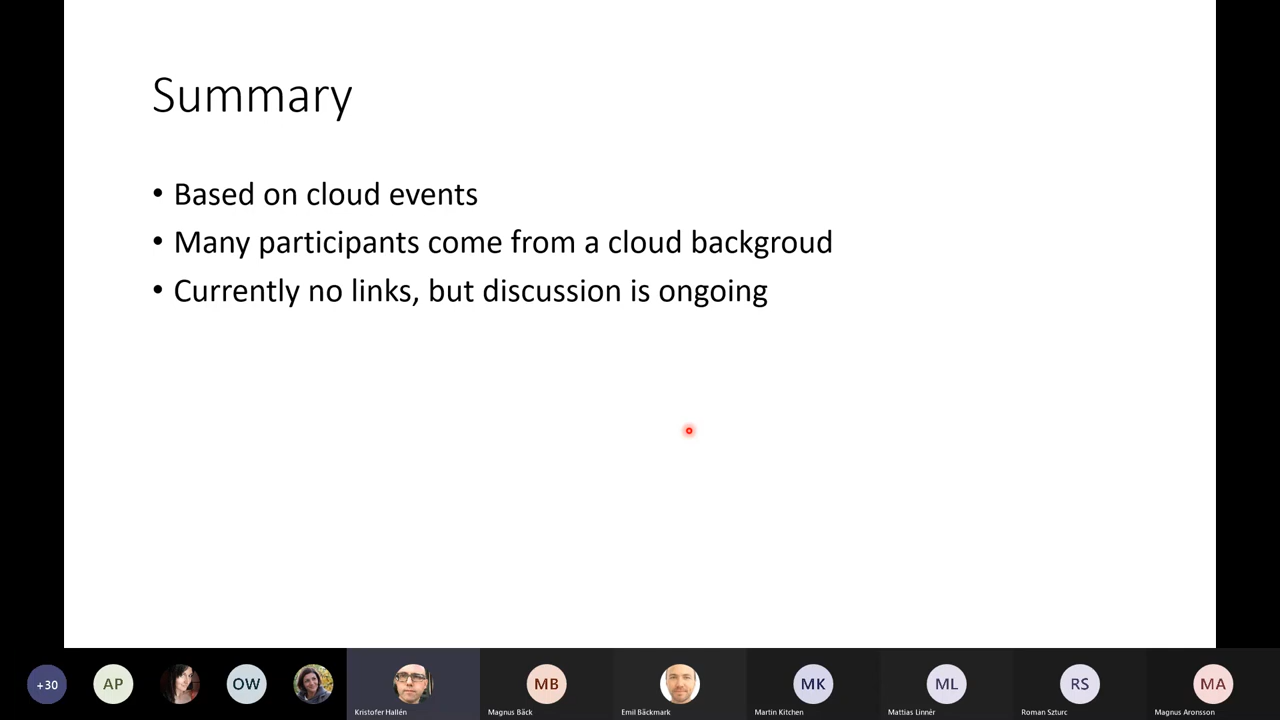 Summary
• Based on cloud events
• Many participants come from a cloud backgroud
• Currently no links, but discussion is ongoing
+30 AP OW MB MK ML RS MA
Kristofer Hallén Magnus Bäck Emil Bäckmark Martin Kitchen Mattias Linnér Roman Szturc Magnus Aronsson